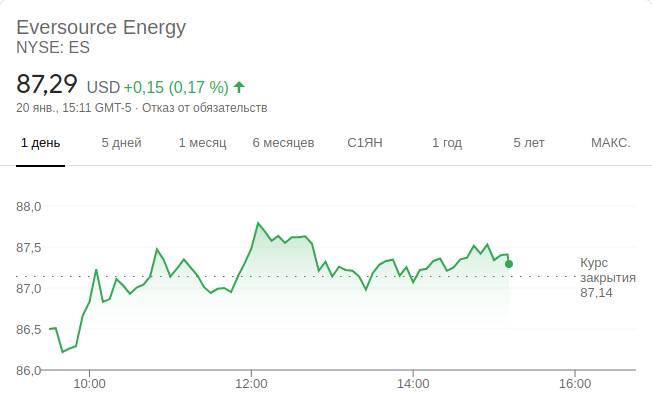 Eversource Energy
NYSE: ES
87,29 USD +0,15 (0,17 %)
20 янв., 15:11 GMT-5 · Отказ от обязательств
1 день 5 дней 1 месяц 6 месяцев С1ЯН 1 год 5 лет МАКС.
88,0
87,5
87,0
86,5
86,0
Курс
закрытия
87,14
10:00 12:00 14:00 16:00